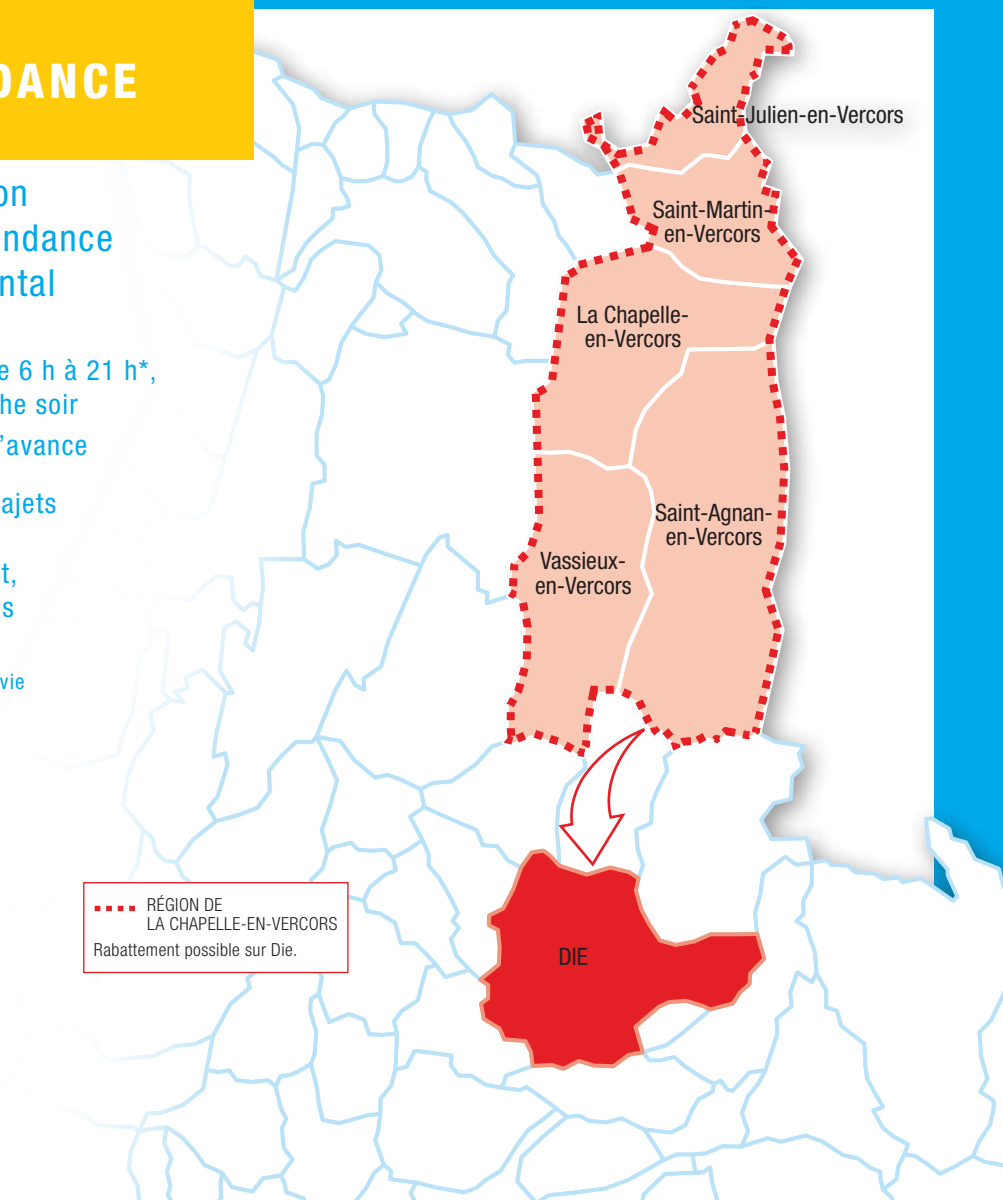 DANCE
on
ndance
ntal
e 6 h à 21 h*,
he soir
'avance
ajets
t,
s
vie
Saint-Julien-en-Vercors
Saint-Martin-
en-Vercors
La Chapelle-
en-Vercors
Saint-Agnan-
en-Vercors
Vassieux-
en-Vercors
RÉGION DE
LA CHAPELLE-EN-VERCORS
Rabattement possible sur Die.
DIE